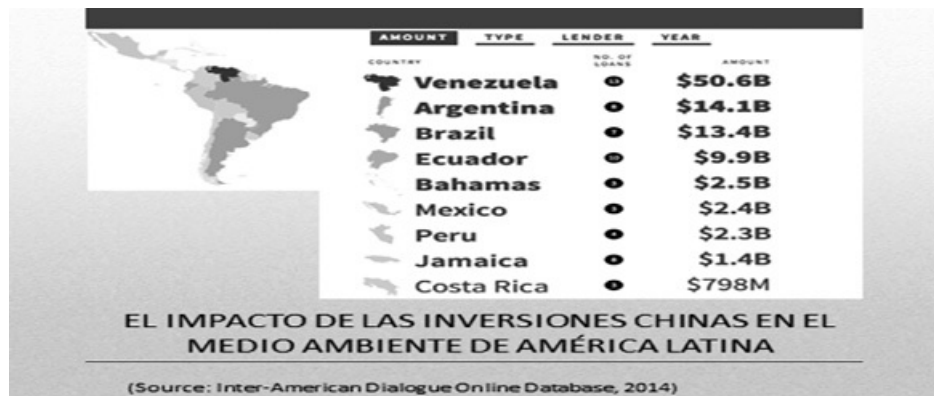 AMOUNT TYPE LENDER YEAR
COUNTRY NO. OF LOANS AMOUNT
Venezuela $50.6B
Argentina $14.1B
Brazil $13.4B
Ecuador $9.9B
Bahamas $2.5B
Mexico $2.4B
Peru $2.3B
Jamaica $1.4B
Costa Rica $798M
EL IMPACTO DE LAS INVERSIONES CHINAS EN EL
MEDIO AMBIENTE DE AMÉRICA LATINA
(Source: Inter-American Dialogue Online Database, 2014)